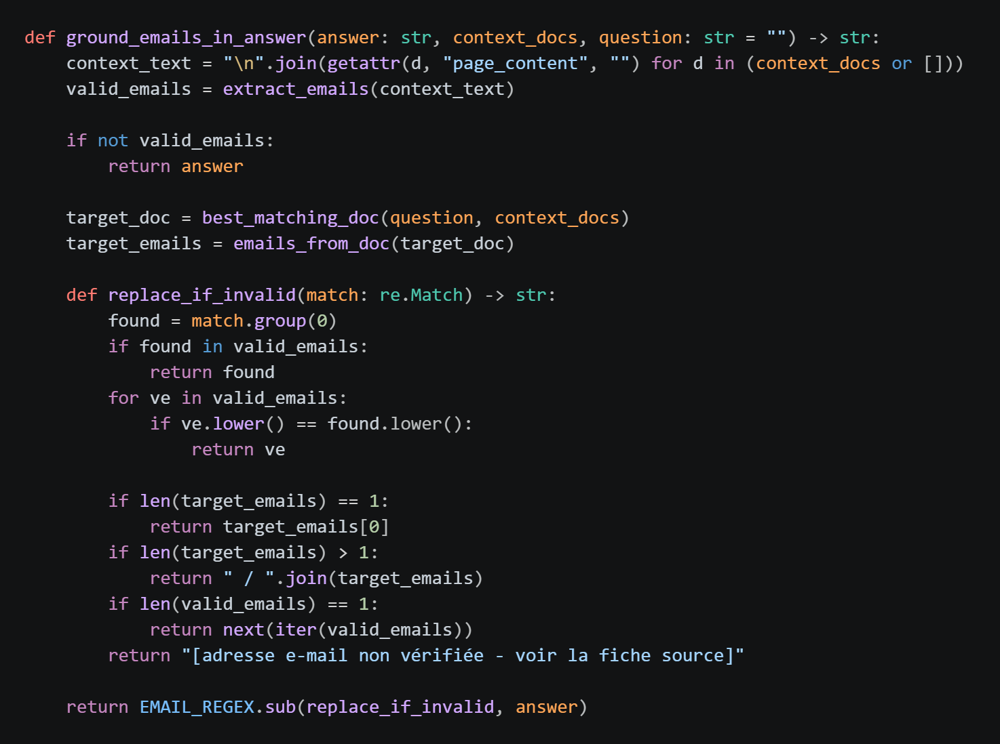 def ground_emails_in_answer(answer: str, context_docs, question: str = "") -> str:
    context_text = "\n".join(getattr(d, "page_content", "") for d in (context_docs or []))
    valid_emails = extract_emails(context_text)

    if not valid_emails:
        return answer

    target_doc = best_matching_doc(question, context_docs)
    target_emails = emails_from_doc(target_doc)

    def replace_if_invalid(match: re.Match) -> str:
        found = match.group(0)
        if found in valid_emails:
            return found
        for ve in valid_emails:
            if ve.lower() == found.lower():
                return ve

        if len(target_emails) == 1:
            return target_emails[0]
        if len(target_emails) > 1:
            return " / ".join(target_emails)
        if len(valid_emails) == 1:
            return next(iter(valid_emails))
        return "[adresse e-mail non vérifiée - voir la fiche source]"

    return EMAIL_REGEX.sub(replace_if_invalid, answer)